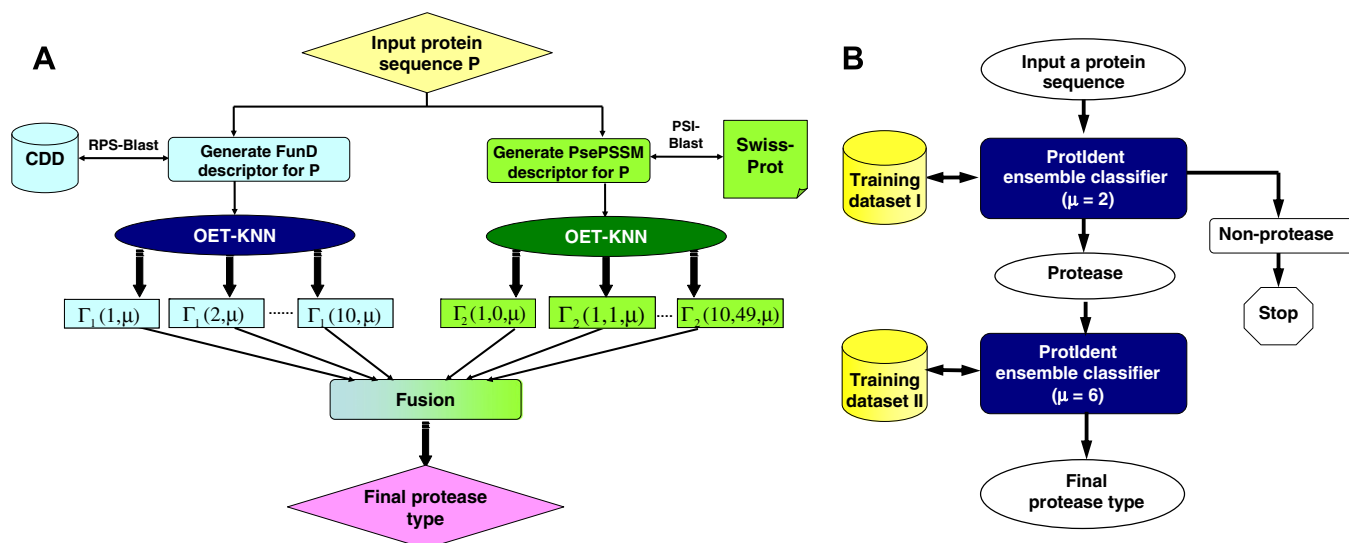 A
Input protein
sequence P
CDD
RPS-Blast
Generate FunD
descriptor for P
Generate PsePSSM
descriptor for P
PSI-
Blast
Swiss-
Prot
OET-KNN
OET-KNN
Γ₁(1,μ)
Γ₁(2,μ)
......
Γ₁(10,μ)
Γ₂(1,0,μ)
Γ₂(1,1,μ)
....
Γ₂(10,49,μ)
Fusion
Final protease
type
B
Input a protein
sequence
Training
dataset I
ProtIdent
ensemble classifier
(μ = 2)
Non-protease
Stop
Protease
Training
dataset II
ProtIdent
ensemble classifier
(μ = 6)
Final
protease type